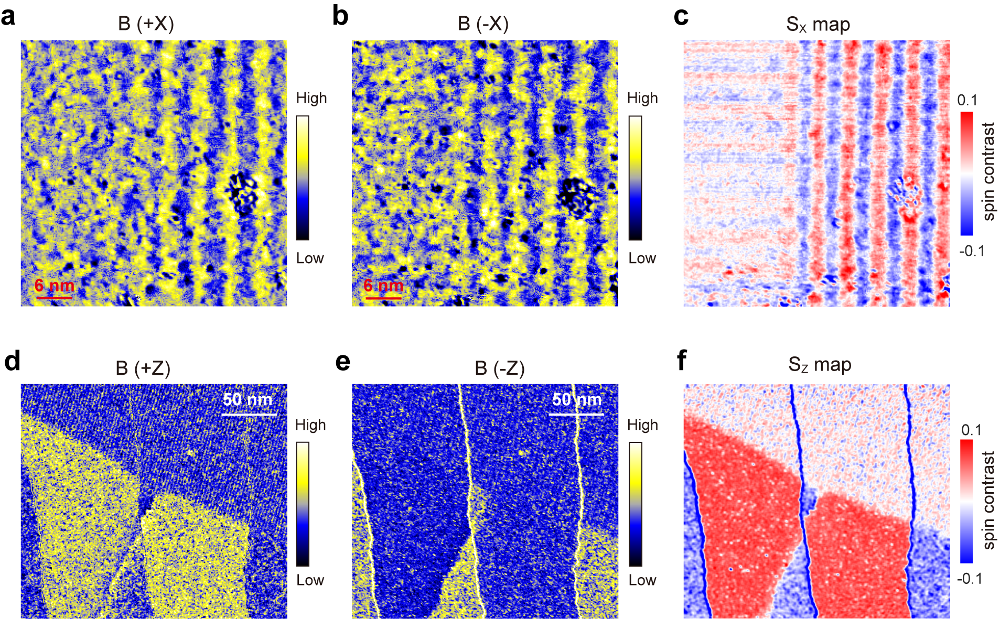 a
B (+X)
High
Low
6 nm
b
B (-X)
High
Low
6 nm
c
SX map
0.1
spin contrast
-0.1
d
B (+Z)
50 nm
High
Low
e
B (-Z)
50 nm
High
Low
f
SZ map
0.1
spin contrast
-0.1